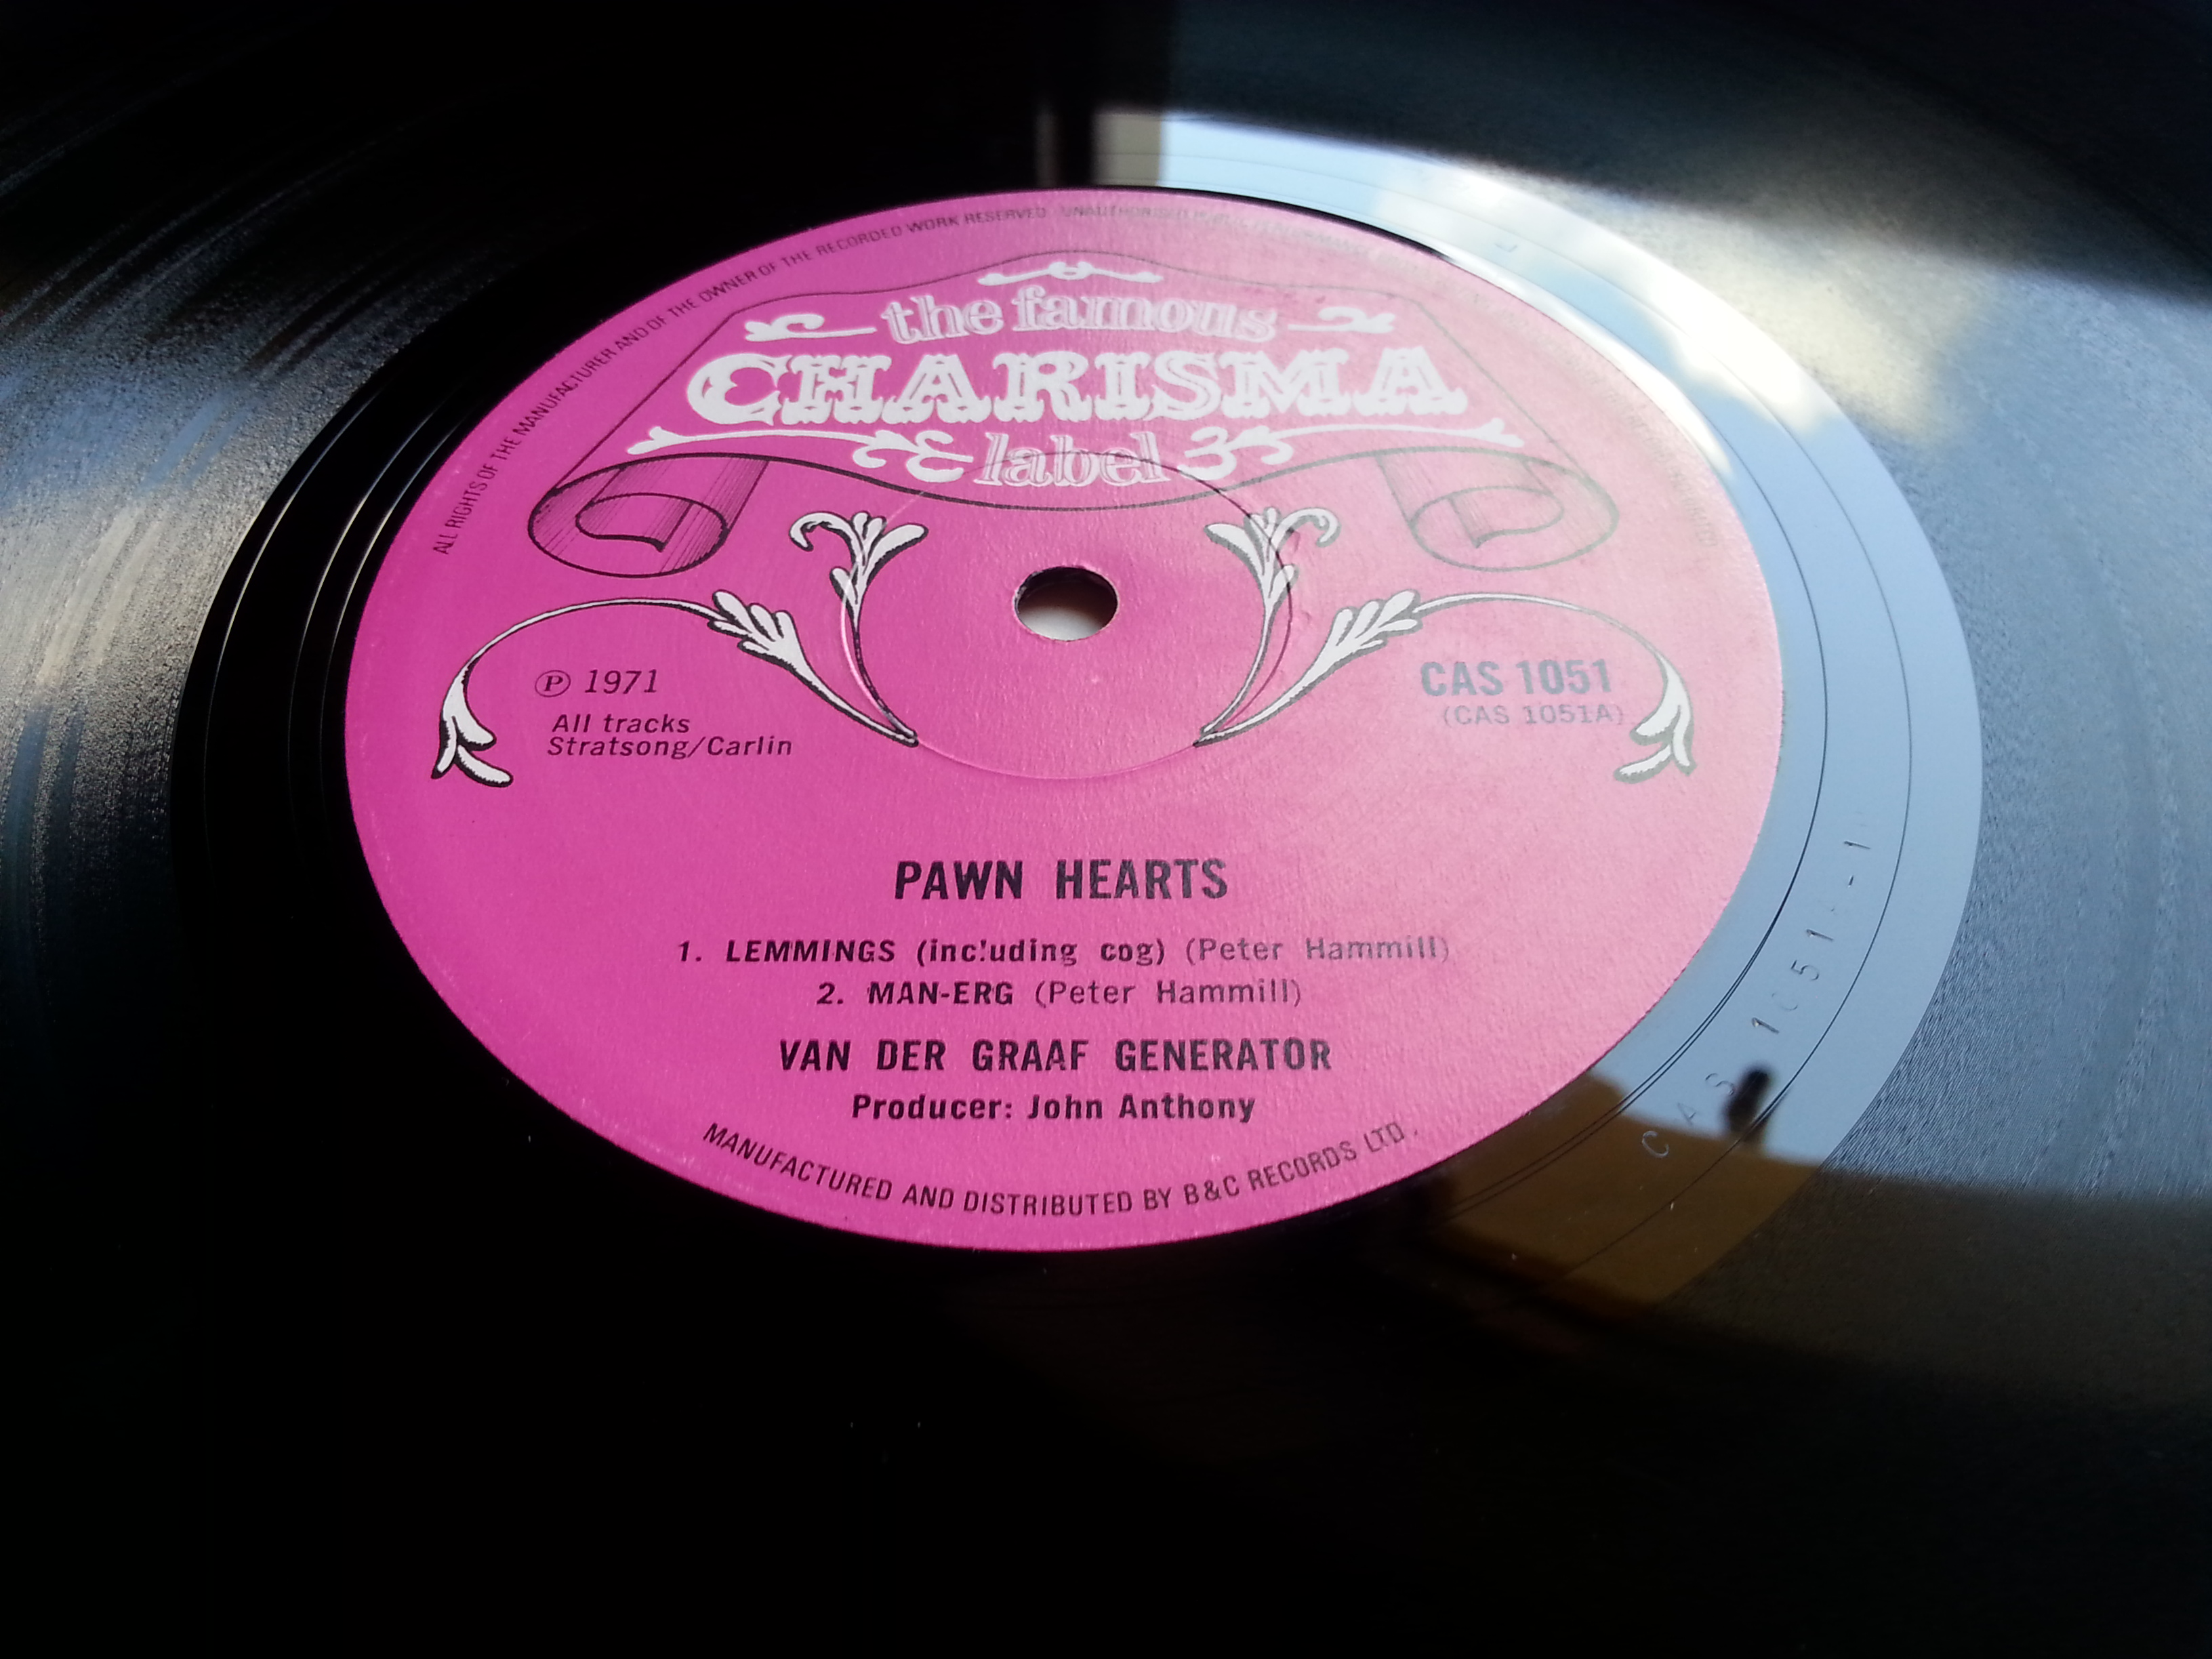 ALL RIGHTS OF THE MANUFACTURER AND OF THE OWNER OF THE RECORDED WORK RESERVED. UNAUTHORISED
the famous
CHARISMA
label
℗ 1971
All tracks
Stratsong/Carlin
CAS 1051
(CAS 1051A)
PAWN HEARTS
1. LEMMINGS (including cog) (Peter Hammill)
2. MAN-ERG (Peter Hammill)
VAN DER GRAAF GENERATOR
Producer: John Anthony
MANUFACTURED AND DISTRIBUTED BY B&C RECORDS LTD.